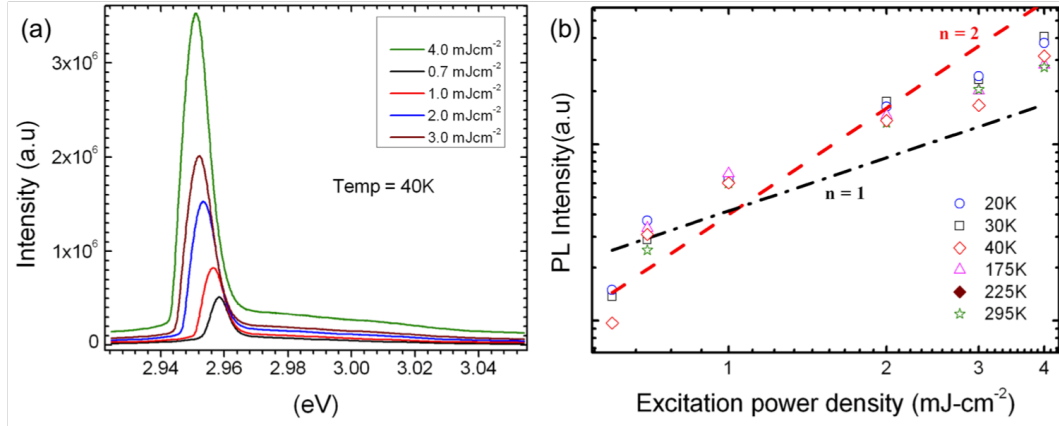 (a)
Intensity (a.u)
3x10⁶
2x10⁶
1x10⁶
0
2.94 2.96 2.98 3.00 3.02 3.04
(eV)
4.0 mJcm⁻²
0.7 mJcm⁻²
1.0 mJcm⁻²
2.0 mJcm⁻²
3.0 mJcm⁻²
Temp = 40K
(b)
PL Intensity(a.u)
n = 2
n = 1
20K
30K
40K
175K
225K
295K
1 2 3 4
Excitation power density (mJ-cm⁻²)